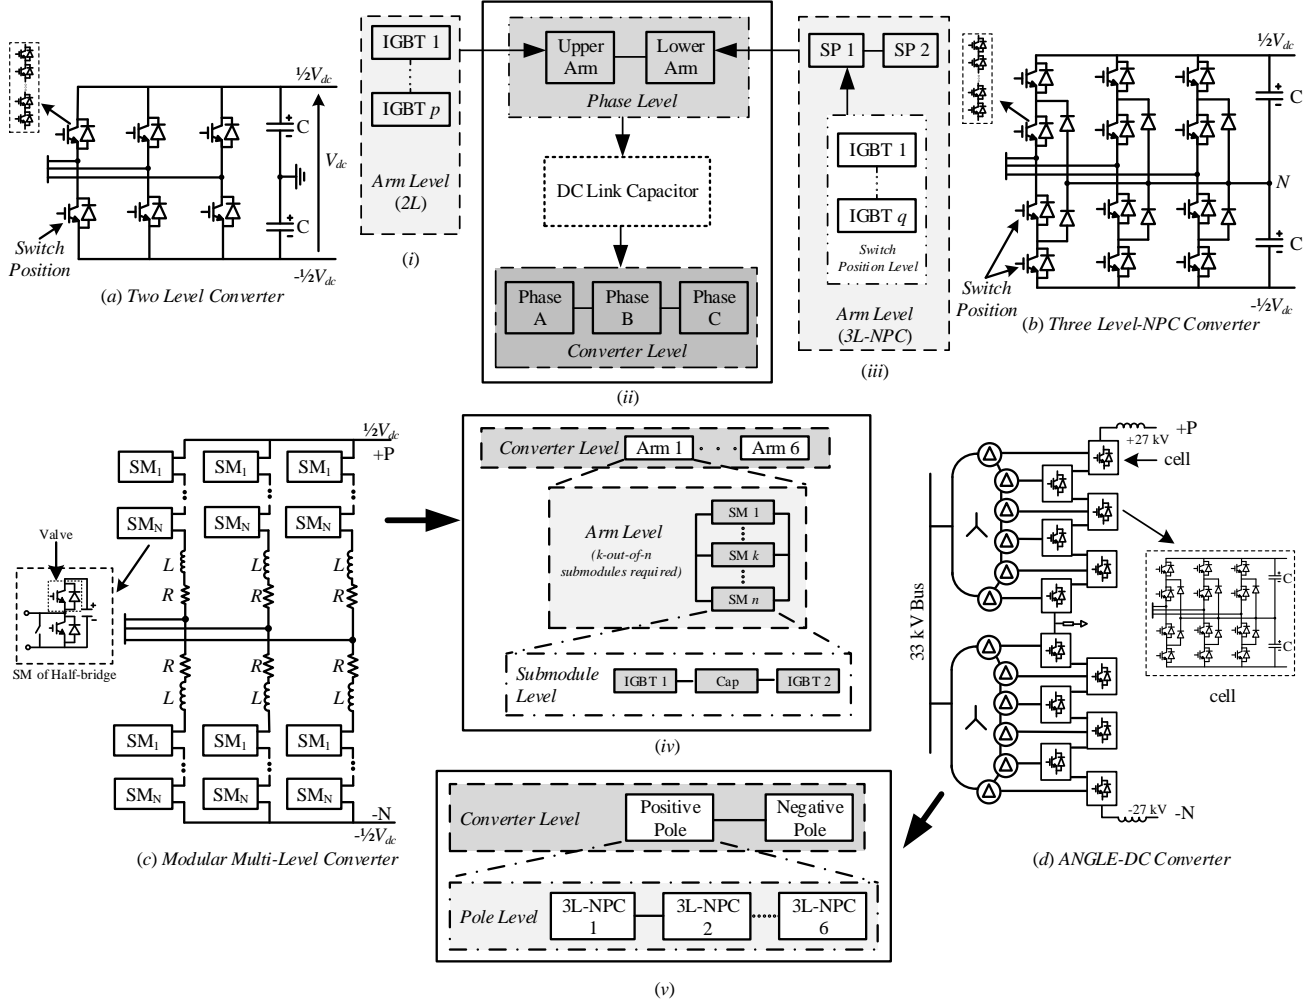 ½Vdc
C
Vdc
C
-½Vdc
Switch
Position
(a) Two Level Converter
IGBT 1
IGBT p
Arm Level
(2L)
(i)
Upper
Arm
Lower
Arm
Phase Level
DC Link Capacitor
Phase
A
Phase
B
Phase
C
Converter Level
(ii)
SP 1
SP 2
IGBT 1
IGBT q
Switch
Position Level
Arm Level
(3L-NPC)
(iii)
½Vdc
C
N
C
-½Vdc
Switch
Position
(b) Three Level-NPC Converter
½Vdc
+P
SM1
SM1
SM1
SMN
SMN
SMN
Valve
L
L
L
R
R
R
SM of Half-bridge
R
R
R
L
L
L
SM1
SM1
SM1
SMN
SMN
SMN
-N
-½Vdc
(c) Modular Multi-Level Converter
Converter Level
Arm 1
Arm 6
Arm Level
(k-out-of-n
submodules required)
SM 1
SM k
SM n
Submodule
Level
IGBT 1
Cap
IGBT 2
(iv)
Converter Level
Positive
Pole
Negative
Pole
Pole Level
3L-NPC
1
3L-NPC
2
3L-NPC
6
(v)
+P
+27 kV
cell
33 kV Bus
C
C
cell
-27 kV
-N
(d) ANGLE-DC Converter